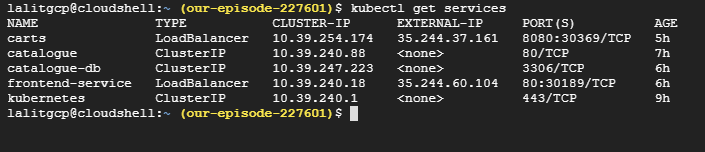 lalitgcp@cloudshell:~ (our-episode-227601)$ kubectl get services
NAME TYPE CLUSTER-IP EXTERNAL-IP PORT(S) AGE
carts LoadBalancer 10.39.254.174 35.244.37.161 8080:30369/TCP 5h
catalogue ClusterIP 10.39.240.88 <none> 80/TCP 7h
catalogue-db ClusterIP 10.39.247.223 <none> 3306/TCP 6h
frontend-service LoadBalancer 10.39.240.18 35.244.60.104 80:30189/TCP 6h
kubernetes ClusterIP 10.39.240.1 <none> 443/TCP 9h
lalitgcp@cloudshell:~ (our-episode-227601)$